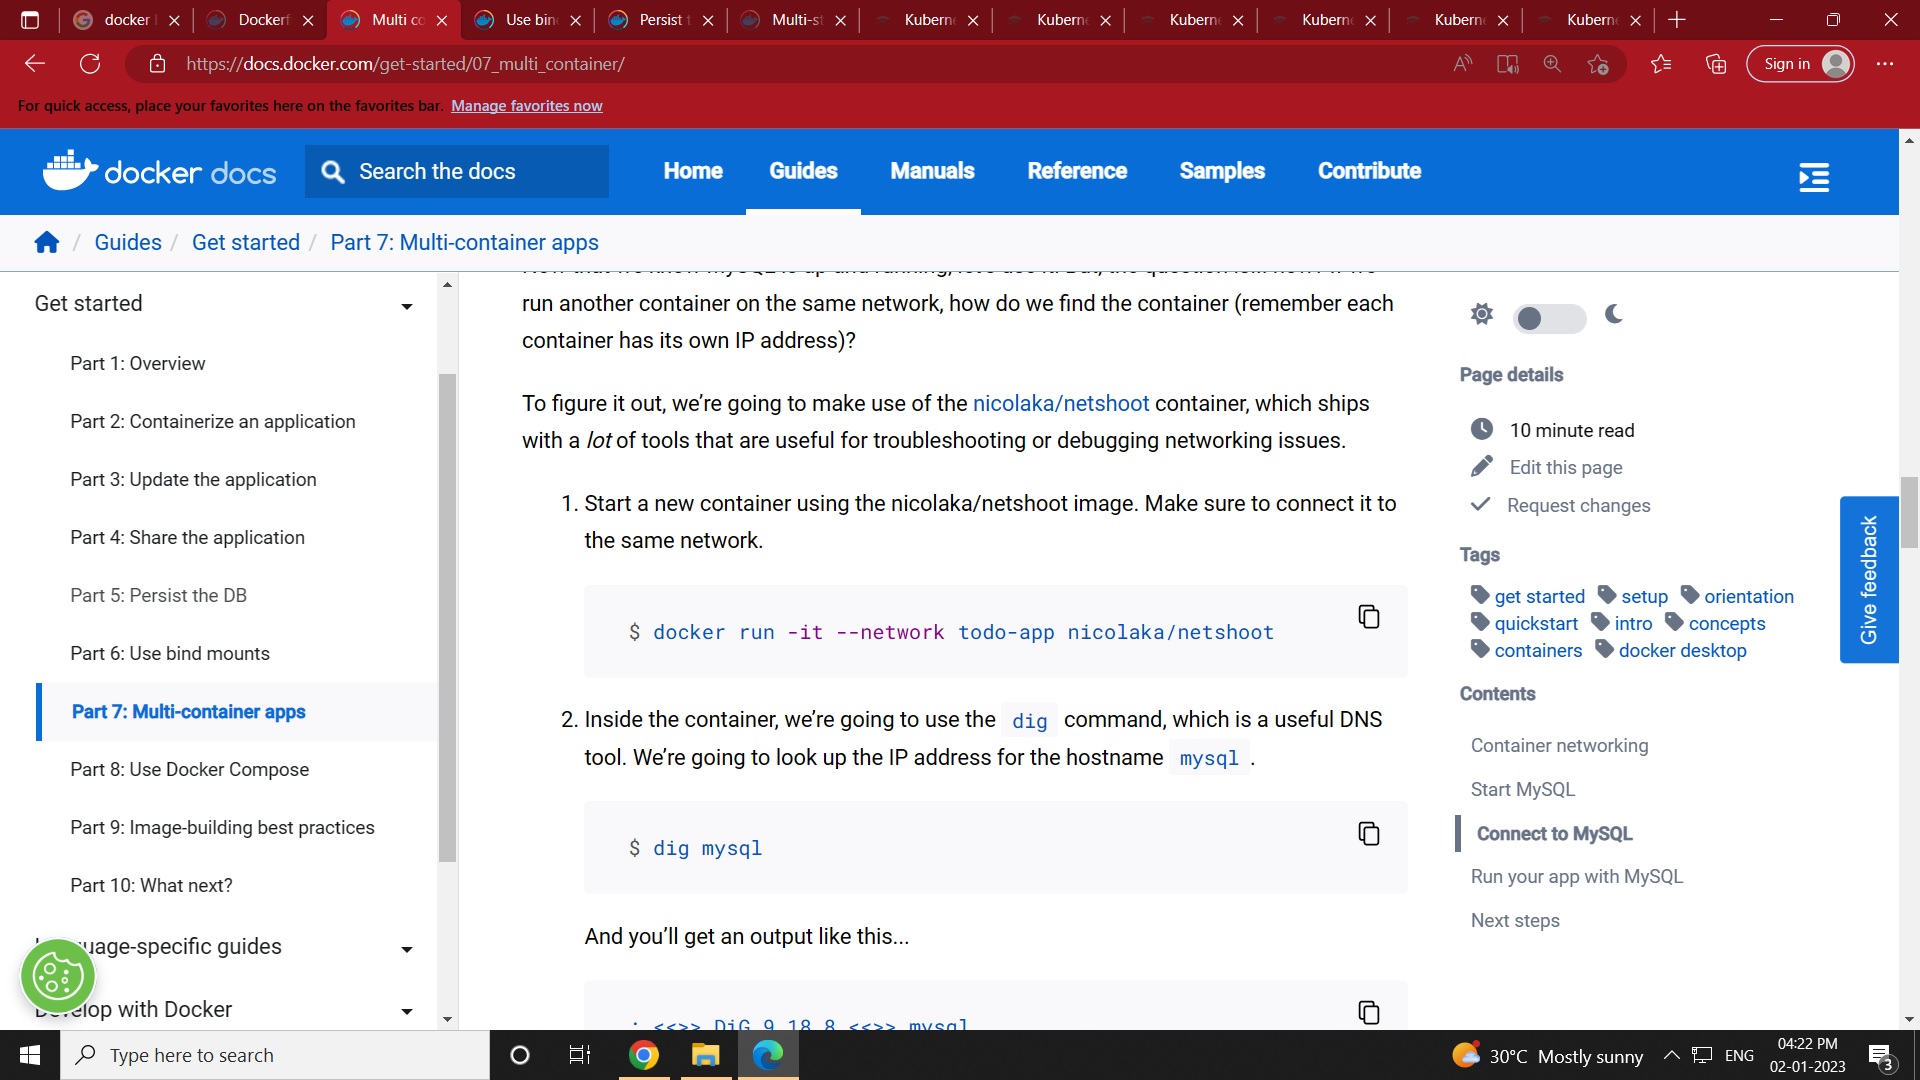 docker
Dockerf
Multi co
Use bin
Persist t
Multi-st
Kubern
Kubern
Kubern
Kubern
Kubern
Kubern
https://docs.docker.com/get-started/07_multi_container/
Sign in
For quick access, place your favorites here on the favorites bar. Manage favorites now
docker docs
Search the docs
Home
Guides
Manuals
Reference
Samples
Contribute
/ Guides / Get started / Part 7: Multi-container apps
Get started
Part 1: Overview
Part 2: Containerize an application
Part 3: Update the application
Part 4: Share the application
Part 5: Persist the DB
Part 6: Use bind mounts
Part 7: Multi-container apps
Part 8: Use Docker Compose
Part 9: Image-building best practices
Part 10: What next?
uage-specific guides
elop with Docker
run another container on the same network, how do we find the container (remember each
container has its own IP address)?
To figure it out, we’re going to make use of the nicolaka/netshoot container, which ships
with a lot of tools that are useful for troubleshooting or debugging networking issues.
1. Start a new container using the nicolaka/netshoot image. Make sure to connect it to
the same network.
$ docker run -it --network todo-app nicolaka/netshoot
2. Inside the container, we’re going to use the dig command, which is a useful DNS
tool. We’re going to look up the IP address for the hostname mysql .
$ dig mysql
And you’ll get an output like this...
; <<>> DiG 9.18.8 <<>> mysql
Page details
10 minute read
Edit this page
Request changes
Tags
get started setup orientation
quickstart intro concepts
containers docker desktop
Contents
Container networking
Start MySQL
Connect to MySQL
Run your app with MySQL
Next steps
Give feedback
Type here to search
30°C Mostly sunny
ENG
04:22 PM
02-01-2023
3